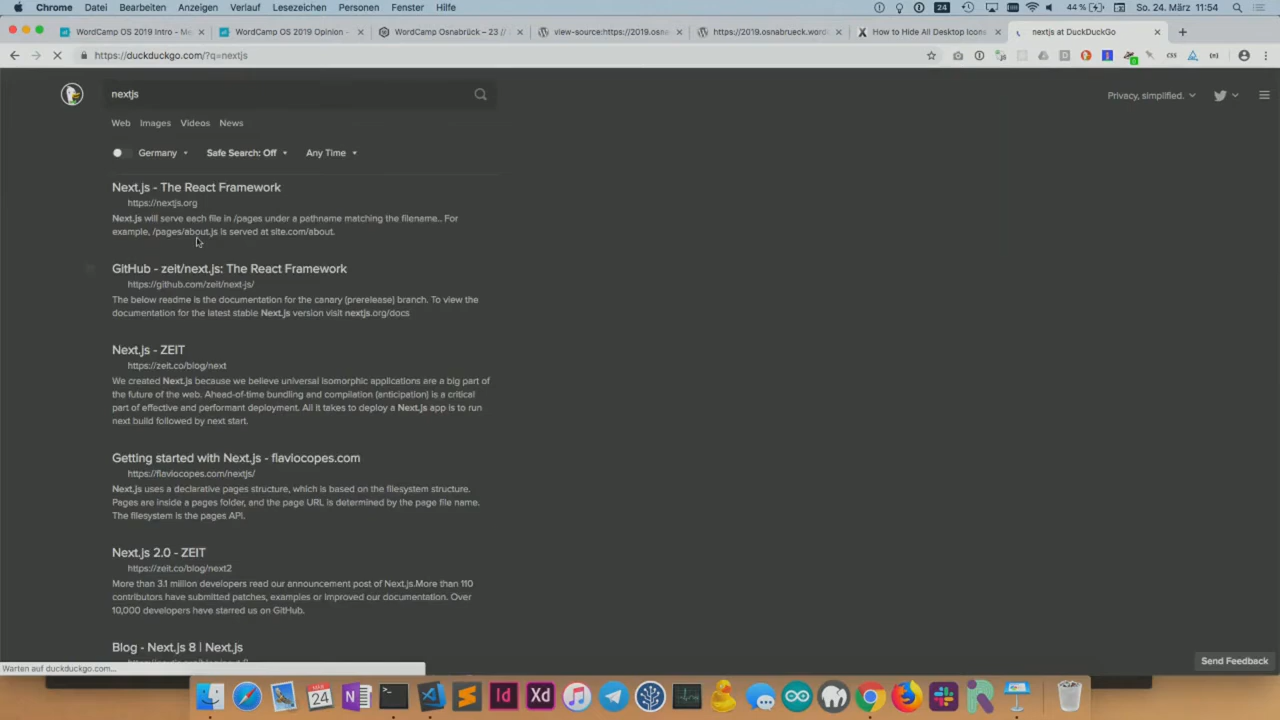 Chrome Datei Bearbeiten Anzeigen Verlauf Lesezeichen Personen Fenster Hilfe
24 44 % So. 24. März 11:54
WordCamp OS 2019 Intro - Me
WordCamp OS 2019 Opinion -
WordCamp Osnabrück – 23 //
view-source:https://2019.osn
https://2019.osnabrueck.word
How to Hide All Desktop Icons
nextjs at DuckDuckGo
https://duckduckgo.com/?q=nextjs
nextjs
Privacy, simplified.
Web Images Videos News
Germany Safe Search: Off Any Time
Next.js - The React Framework
https://nextjs.org
Next.js will serve each file in /pages under a pathname matching the filename.. For
example, /pages/about.js is served at site.com/about.
GitHub - zeit/next.js: The React Framework
https://github.com/zeit/next-js/
The below readme is the documentation for the canary (prerelease) branch. To view the
documentation for the latest stable Next.js version visit nextjs.org/docs
Next.js - ZEIT
https://zeit.co/blog/next
We created Next.js because we believe universal isomorphic applications are a big part of
the future of the web. Ahead-of-time bundling and compilation (anticipation) is a critical
part of effective and performant deployment. All it takes to deploy a Next.js app is to run
next build followed by next start.
Getting started with Next.js - flaviocopes.com
https://flaviocopes.com/nextjs/
Next.js uses a declarative pages structure, which is based on the filesystem structure.
Pages are inside a pages folder, and the page URL is determined by the page file name.
The filesystem is the pages API.
Next.js 2.0 - ZEIT
https://zeit.co/blog/next2
More than 3.1 million developers read our announcement post of Next.js.More than 110
contributors have submitted patches, examples or improved our documentation. Over
10,000 developers have starred us on GitHub.
Blog - Next.js 8 | Next.js
Send Feedback
Warten auf duckduckgo.com...
24
Id
Xd